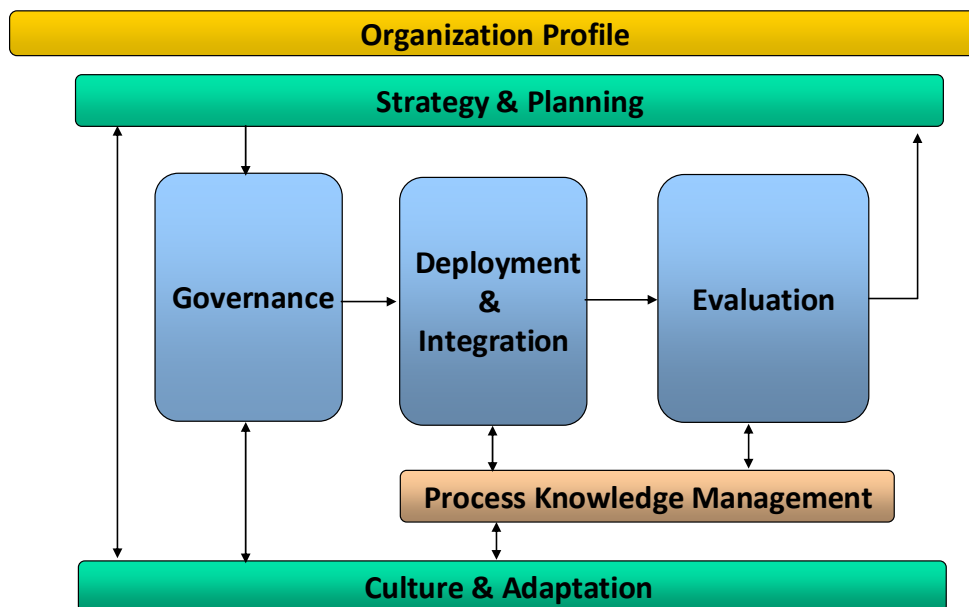 Organization Profile
Strategy & Planning
Governance
Deployment
&
Integration
Evaluation
Process Knowledge Management
Culture & Adaptation